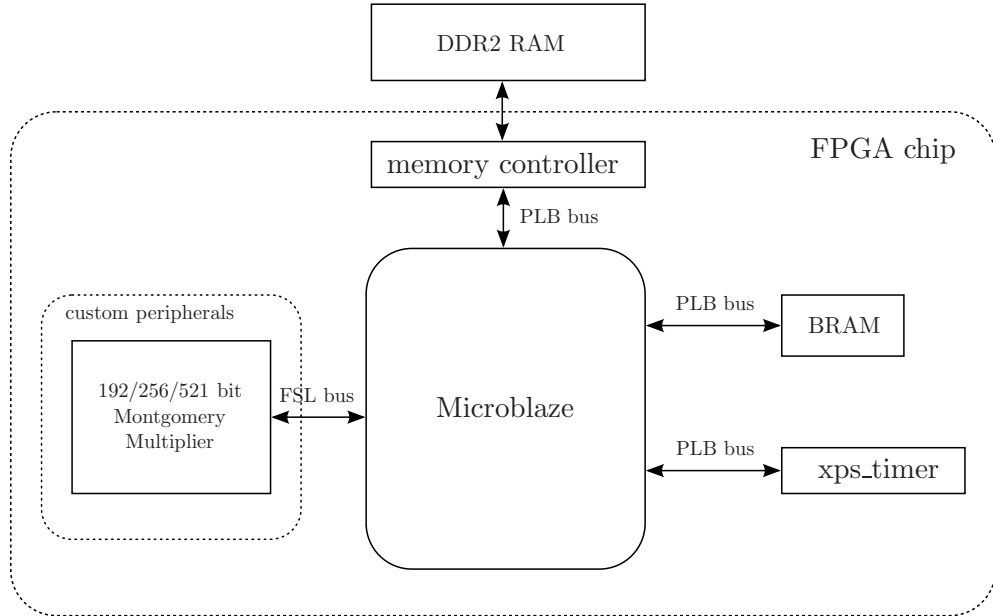 DDR2 RAM
FPGA chip
memory controller
PLB bus
custom peripherals
192/256/521 bit
Montgomery
Multiplier
FSL bus
Microblaze
PLB bus
BRAM
PLB bus
xps_timer